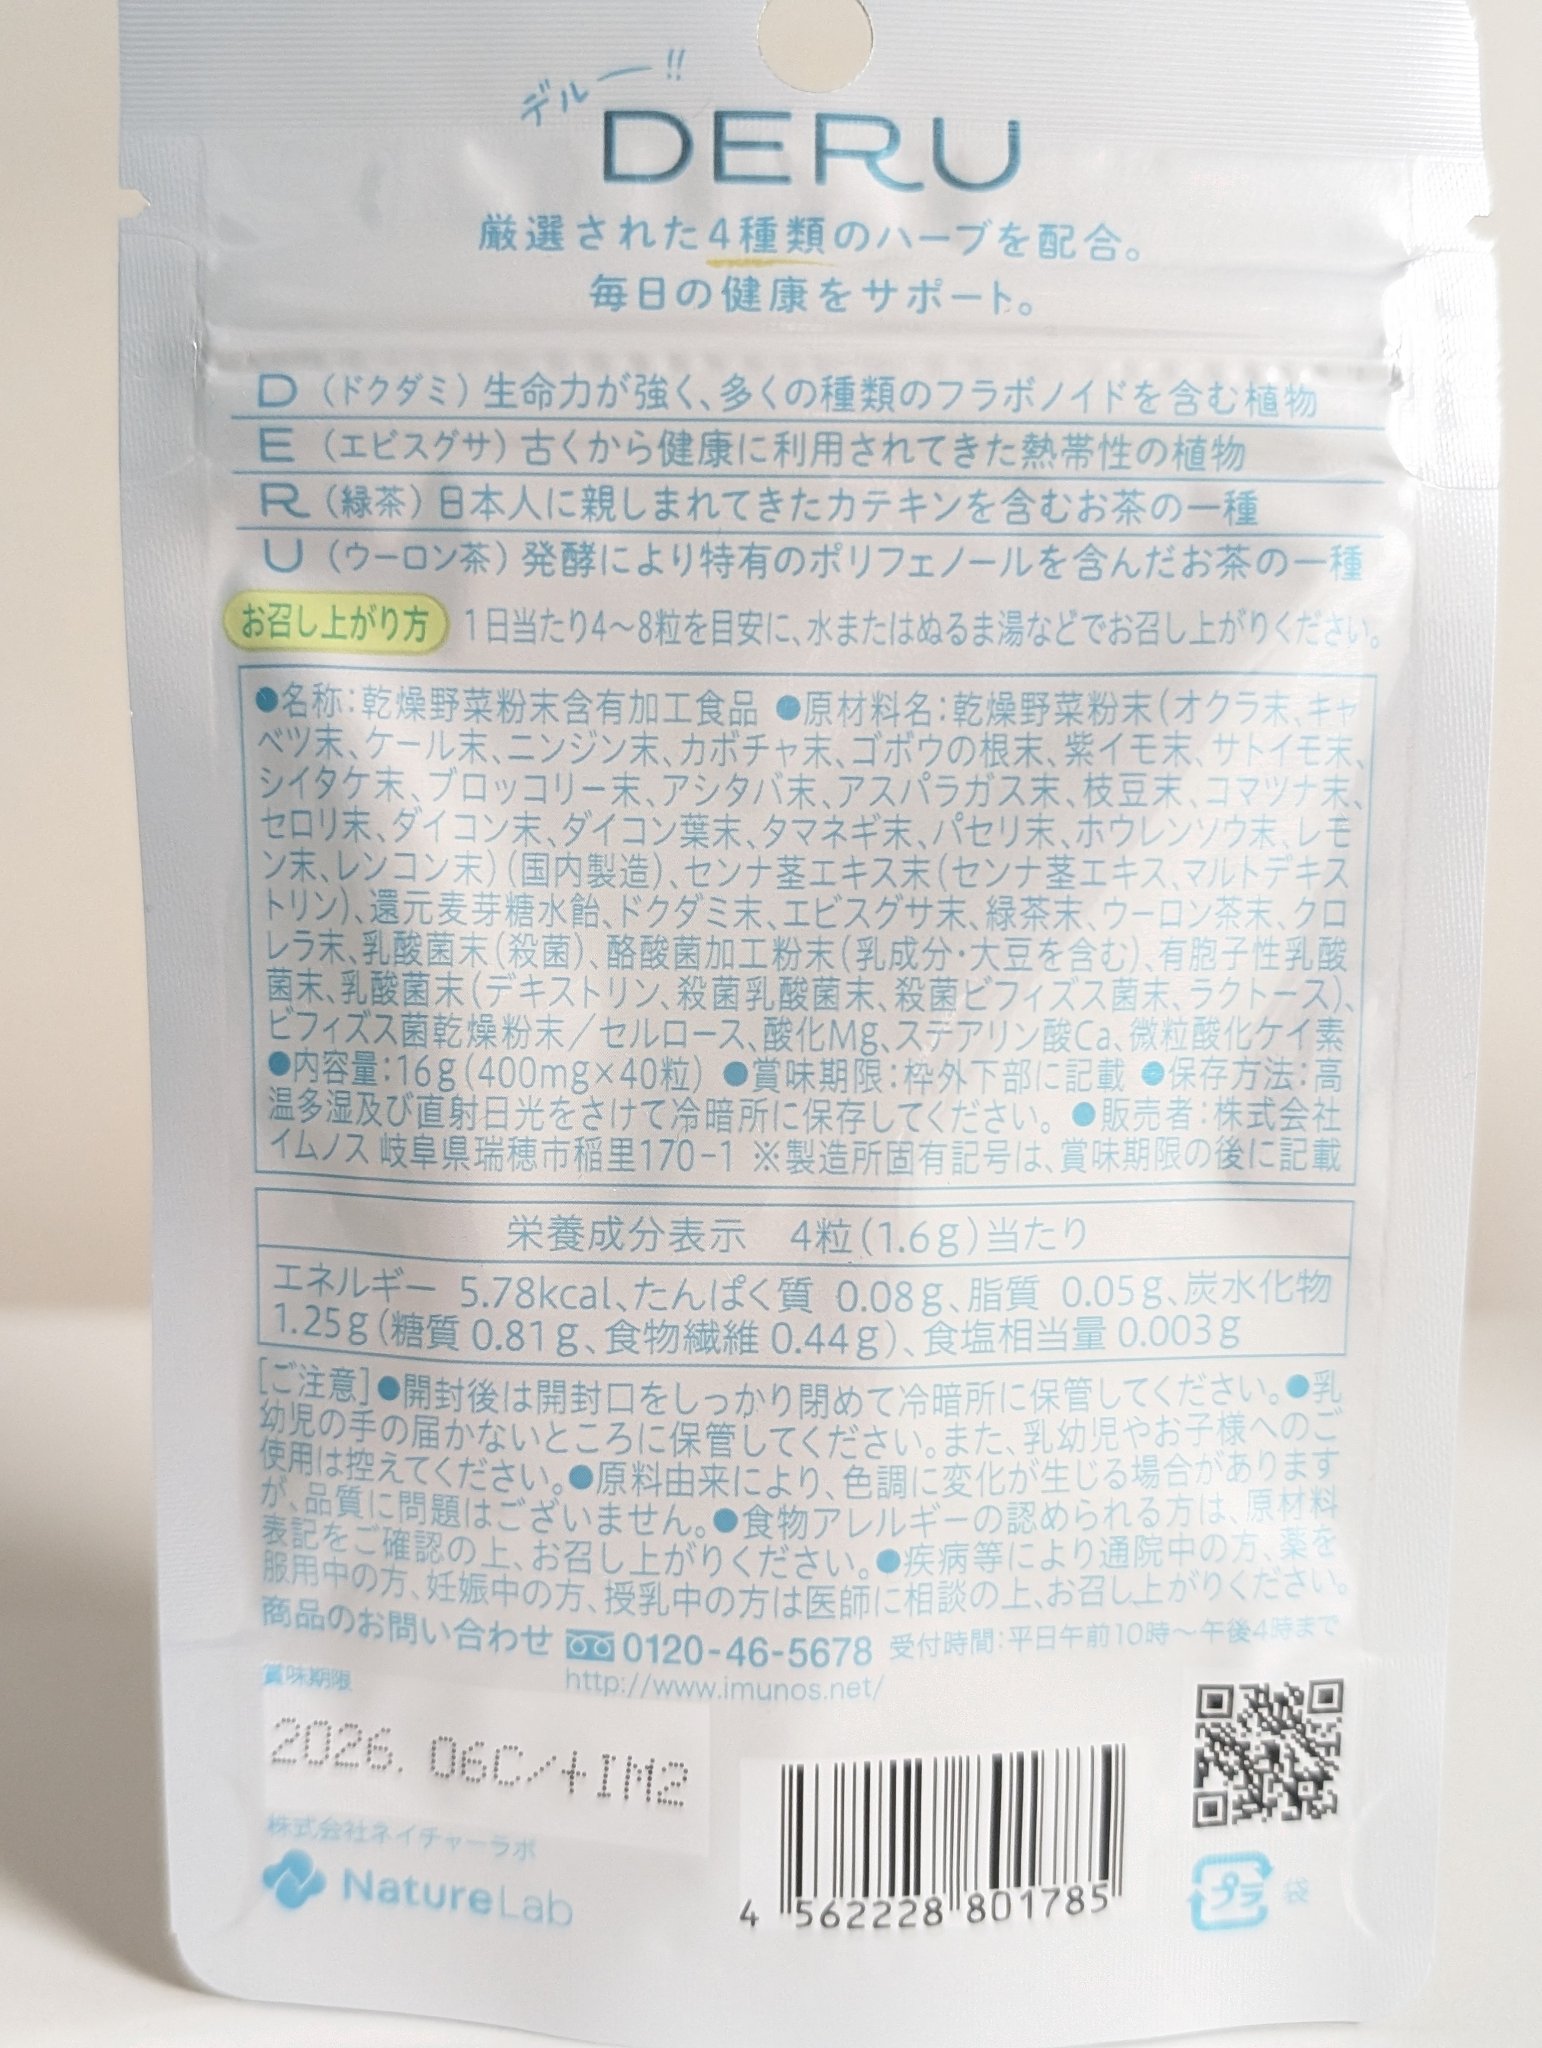 デルー!!
DERU
厳選された4種類のハーブを配合。
毎日の健康をサポート。
D（ドクダミ）生命力が強く、多くの種類のフラボノイドを含む植物
E（エビスグサ）古くから健康に利用されてきた熱帯性の植物
R（緑茶）日本人に親しまれてきたカテキンを含むお茶の一種
U（ウーロン茶）発酵により特有のポリフェノールを含んだお茶の一種
お召し上がり方 1日当たり4〜8粒を目安に、水またはぬるま湯などでお召し上がりください。
●名称：乾燥野菜粉末含有加工食品 ●原材料名：乾燥野菜粉末（オクラ末、キャ
ベツ末、ケール末、ニンジン末、カボチャ末、ゴボウの根末、紫イモ末、サトイモ末、
シイタケ末、ブロッコリー末、アシタバ末、アスパラガス末、枝豆末、コマツナ末、
セロリ末、ダイコン末、ダイコン葉末、タマネギ末、パセリ末、ホウレンソウ末、レモ
ン末、レンコン末）（国内製造）、センナ茎エキス末（センナ茎エキス、マルトデキス
トリン）、還元麦芽糖水飴、ドクダミ末、エビスグサ末、緑茶末、ウーロン茶末、クロ
レラ末、乳酸菌末（殺菌）、酪酸菌加工粉末（乳成分・大豆を含む）、有胞子性乳酸
菌末、乳酸菌末（デキストリン、殺菌乳酸菌末、殺菌ビフィズス菌末、ラクトース）、
ビフィズス菌乾燥粉末／セルロース、酸化Mg、ステアリン酸Ca、微粒酸化ケイ素
●内容量：16g（400mg×40粒） ●賞味期限：枠外下部に記載 ●保存方法：高
温多湿及び直射日光をさけて冷暗所に保存してください。 ●販売者：株式会社
イムノス 岐阜県瑞穂市稲里170-1 ※製造所固有記号は、賞味期限の後に記載
栄養成分表示 4粒（1.6g）当たり
エネルギー 5.78kcal、たんぱく質 0.08g、脂質 0.05g、炭水化物
1.25g（糖質 0.81g、食物繊維 0.44g）、食塩相当量 0.003g
［ご注意］●開封後は開封口をしっかり閉めて冷暗所に保管してください。●乳
幼児の手の届かないところに保管してください。また、乳幼児やお子様へのご
使用は控えてください。●原料由来により、色調に変化が生じる場合があります
が、品質に問題はございません。●食物アレルギーの認められる方は、原材料
表記をご確認の上、お召し上がりください。●疾病等により通院中の方、薬を
服用中の方、妊娠中の方、授乳中の方は医師に相談の上、お召し上がりください。
商品のお問い合わせ 0120-46-5678 受付時間：平日午前10時〜午後4時まで
http://www.imunos.net/
賞味期限
2026.06C/+IM2
株式会社ネイチャーラボ
NatureLab
4 562228 801785
プラ 袋